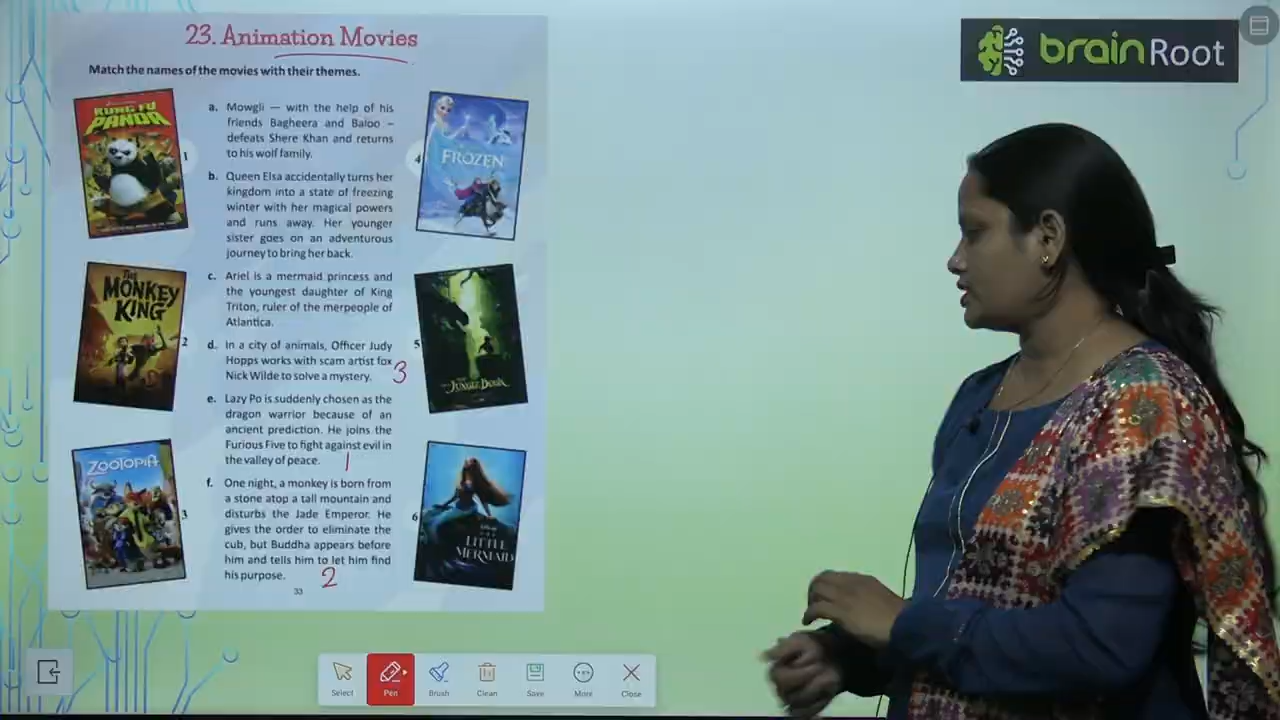 23. Animation Movies
Match the names of the movies with their themes.
brainRoot
KUNG FU
PANDA
1
a. Mowgli — with the help of his
friends Bagheera and Baloo –
defeats Shere Khan and returns
to his wolf family.
4
FROZEN
b. Queen Elsa accidentally turns her
kingdom into a state of freezing
winter with her magical powers
and runs away. Her younger
sister goes on an adventurous
journey to bring her back.
THE
MONKEY
KING
2
c. Ariel is a mermaid princess and
the youngest daughter of King
Triton, ruler of the merpeople of
Atlantica.
5
JUNGLE BOOK
d. In a city of animals, Officer Judy
Hopps works with scam artist fox
Nick Wilde to solve a mystery. 3
e. Lazy Po is suddenly chosen as the
dragon warrior because of an
ancient prediction. He joins the
Furious Five to fight against evil in
the valley of peace. 1
ZOOTOPIA
3
f. One night, a monkey is born from
a stone atop a tall mountain and
disturbs the Jade Emperor. He
gives the order to eliminate the
cub, but Buddha appears before
him and tells him to let him find
his purpose. 2
6
LITTLE
MERMAID
33
Select
Pen
Brush
Clean
Save
More
Close